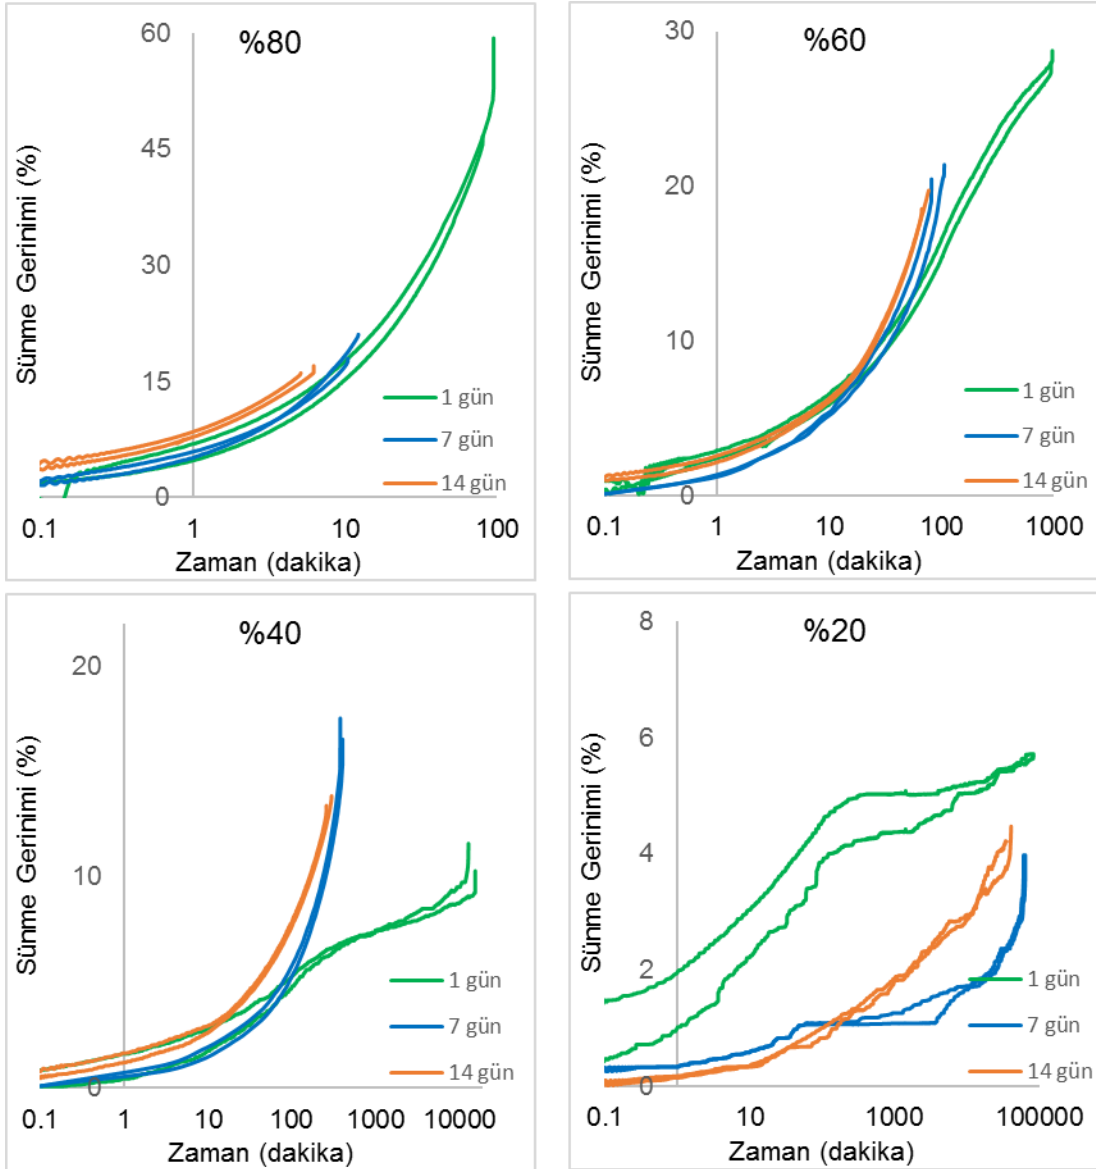 %80
Sünme Gerinimi (%)
60
45
30
15
0
0.1 1 10 100
Zaman (dakika)
1 gün
7 gün
14 gün
%60
Sünme Gerinimi (%)
30
20
10
0
0.1 1 10 100 1000
Zaman (dakika)
1 gün
7 gün
14 gün
%40
Sünme Gerinimi (%)
20
10
0
0.1 1 10 100 1000 10000
Zaman (dakika)
1 gün
7 gün
14 gün
%20
Sünme Gerinimi (%)
8
6
4
2
0
0.1 10 1000 100000
Zaman (dakika)
1 gün
7 gün
14 gün